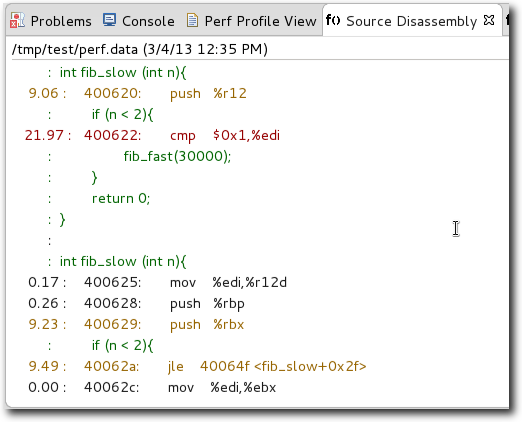 Problems Console Perf Profile View f() Source Disassembly
/tmp/test/perf.data (3/4/13 12:35 PM)
: int fib_slow (int n){
9.06 : 400620: push %r12
: if (n < 2){
21.97 : 400622: cmp $0x1,%edi
: fib_fast(30000);
: }
: return 0;
: }
:
: int fib_slow (int n){
0.17 : 400625: mov %edi,%r12d
0.26 : 400628: push %rbp
9.23 : 400629: push %rbx
: if (n < 2){
9.49 : 40062a: jle 40064f <fib_slow+0x2f>
0.00 : 40062c: mov %edi,%ebx